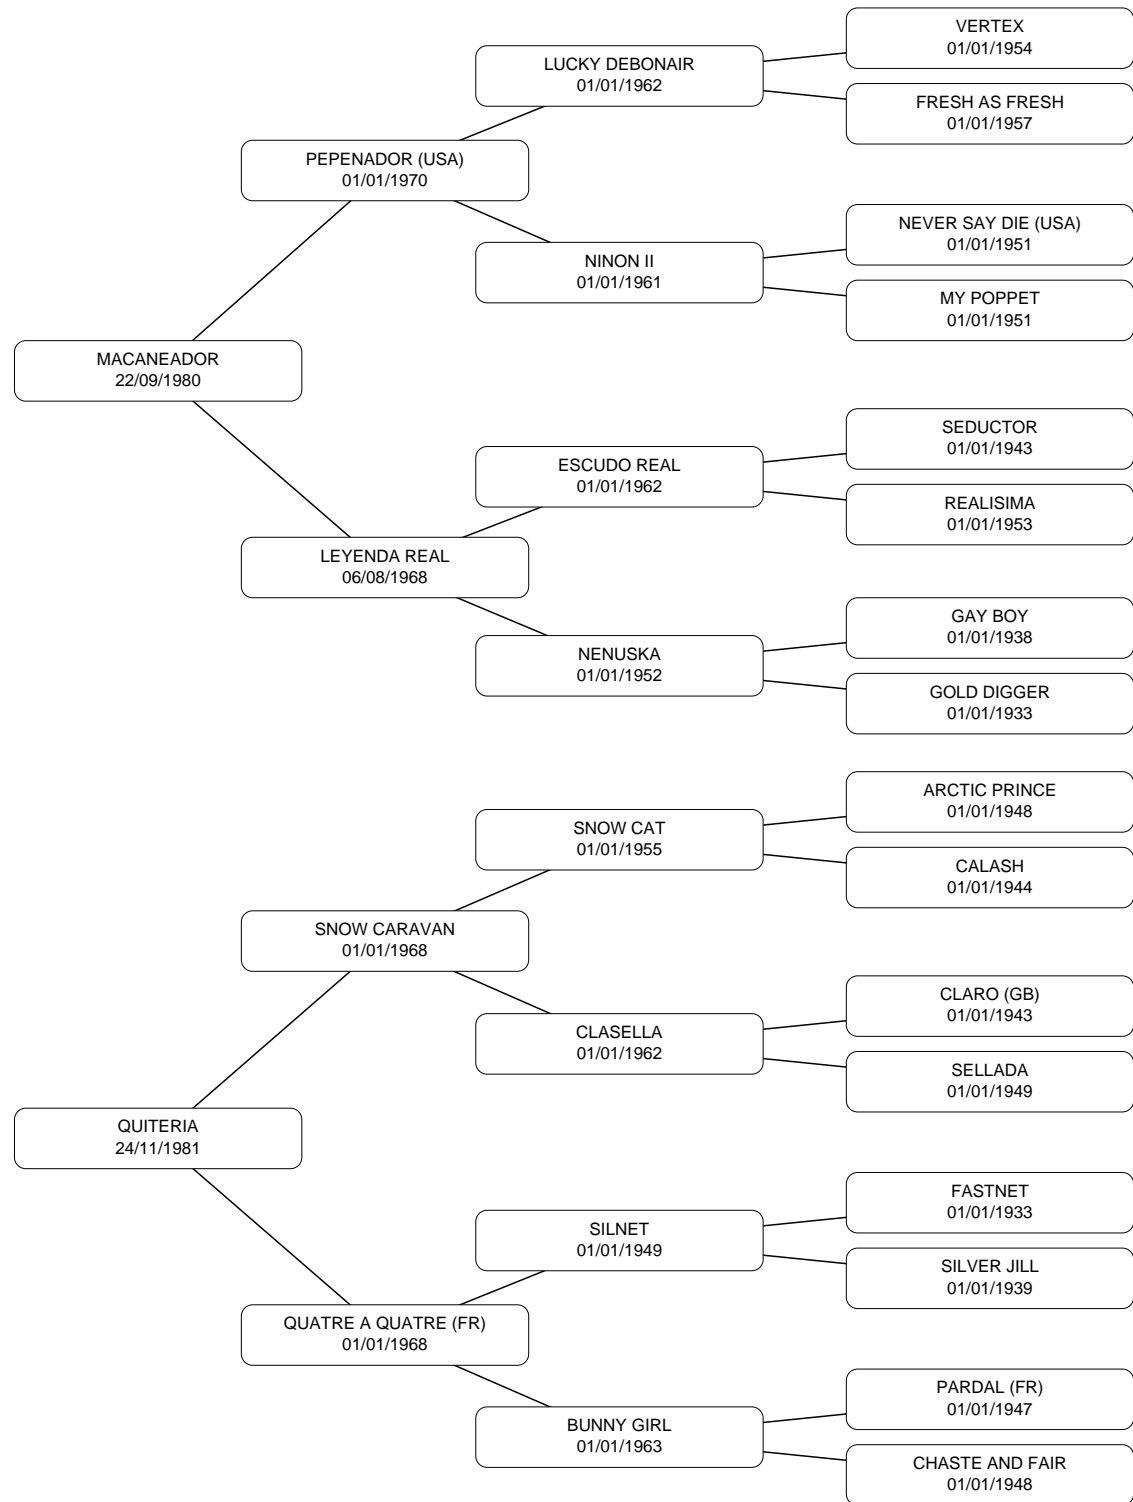 VERTEX
01/01/1954
LUCKY DEBONAIR
01/01/1962
FRESH AS FRESH
01/01/1957
PEPENADOR (USA)
01/01/1970
NEVER SAY DIE (USA)
01/01/1951
NINON II
01/01/1961
MY POPPET
01/01/1951
MACANEADOR
22/09/1980
SEDUCTOR
01/01/1943
ESCUDO REAL
01/01/1962
REALISIMA
01/01/1953
LEYENDA REAL
06/08/1968
GAY BOY
01/01/1938
NENUSKA
01/01/1952
GOLD DIGGER
01/01/1933
ARCTIC PRINCE
01/01/1948
SNOW CAT
01/01/1955
CALASH
01/01/1944
SNOW CARAVAN
01/01/1968
CLARO (GB)
01/01/1943
CLASELLA
01/01/1962
SELLADA
01/01/1949
QUITERIA
24/11/1981
FASTNET
01/01/1933
SILNET
01/01/1949
SILVER JILL
01/01/1939
QUATRE A QUATRE (FR)
01/01/1968
PARDAL (FR)
01/01/1947
BUNNY GIRL
01/01/1963
CHASTE AND FAIR
01/01/1948